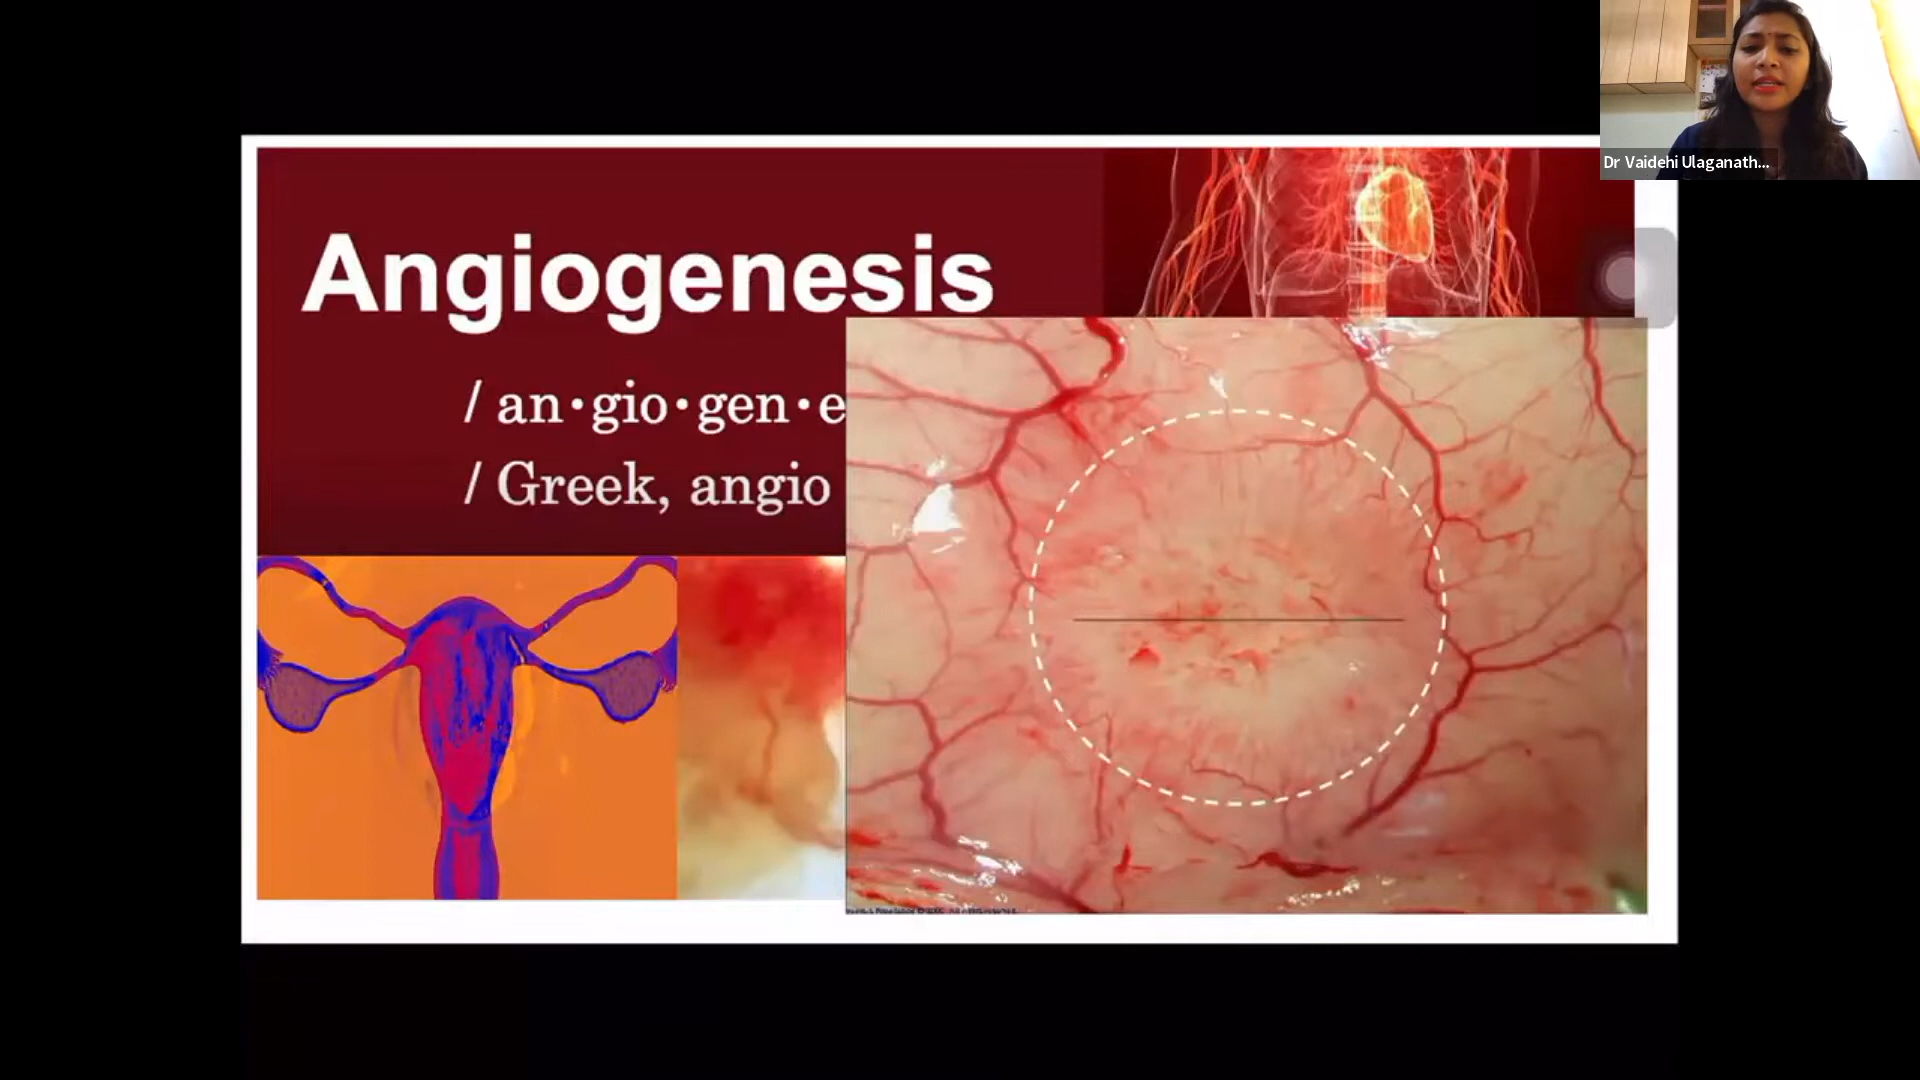 Dr Vaidehi Ulaganath...
Angiogenesis
/ an·gio·gen·e
/ Greek, angio